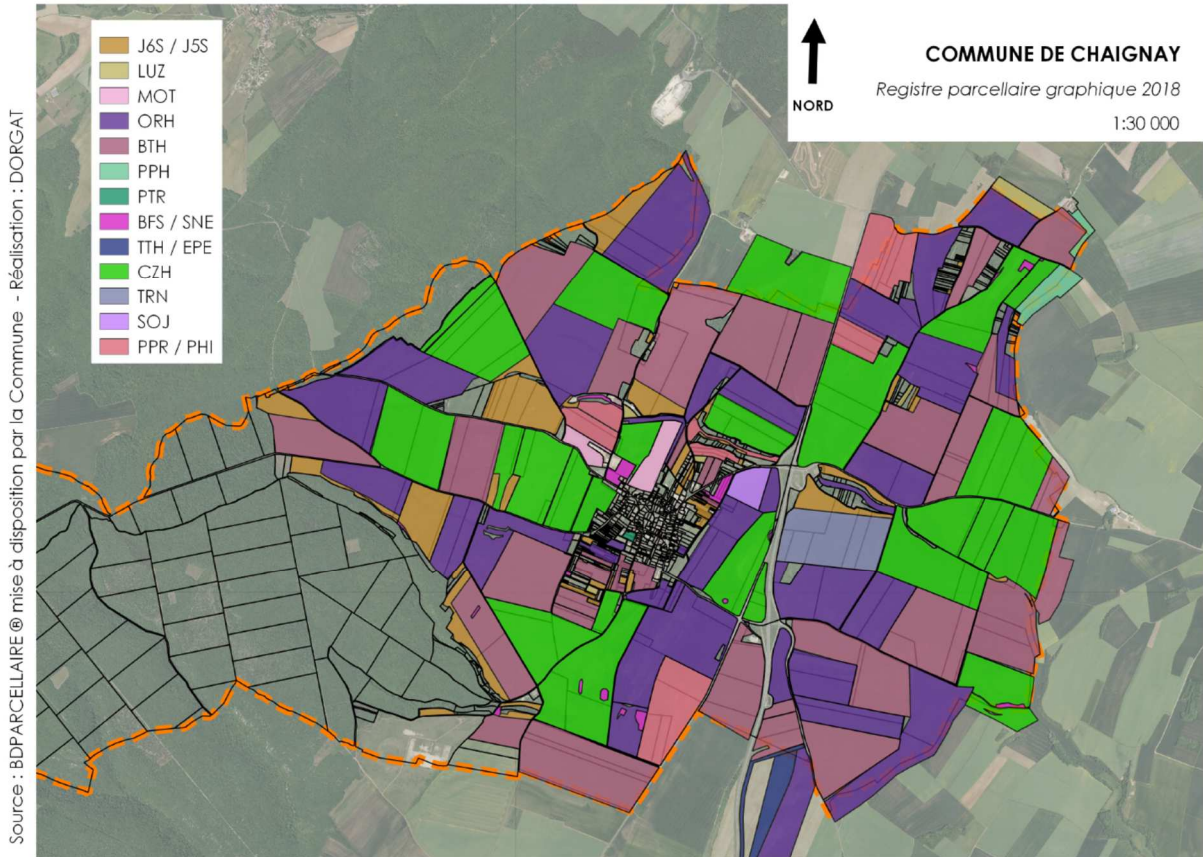 J6S / J5S
LUZ
MOT
ORH
BTH
PPH
PTR
BFS / SNE
TTH / EPE
CZH
TRN
SOJ
PPR / PHI
NORD
COMMUNE DE CHAIGNAY
Registre parcellaire graphique 2018
1:30 000
Source : BDPARCELLAIRE ® mise à disposition par la Commune - Réalisation : DORGAT